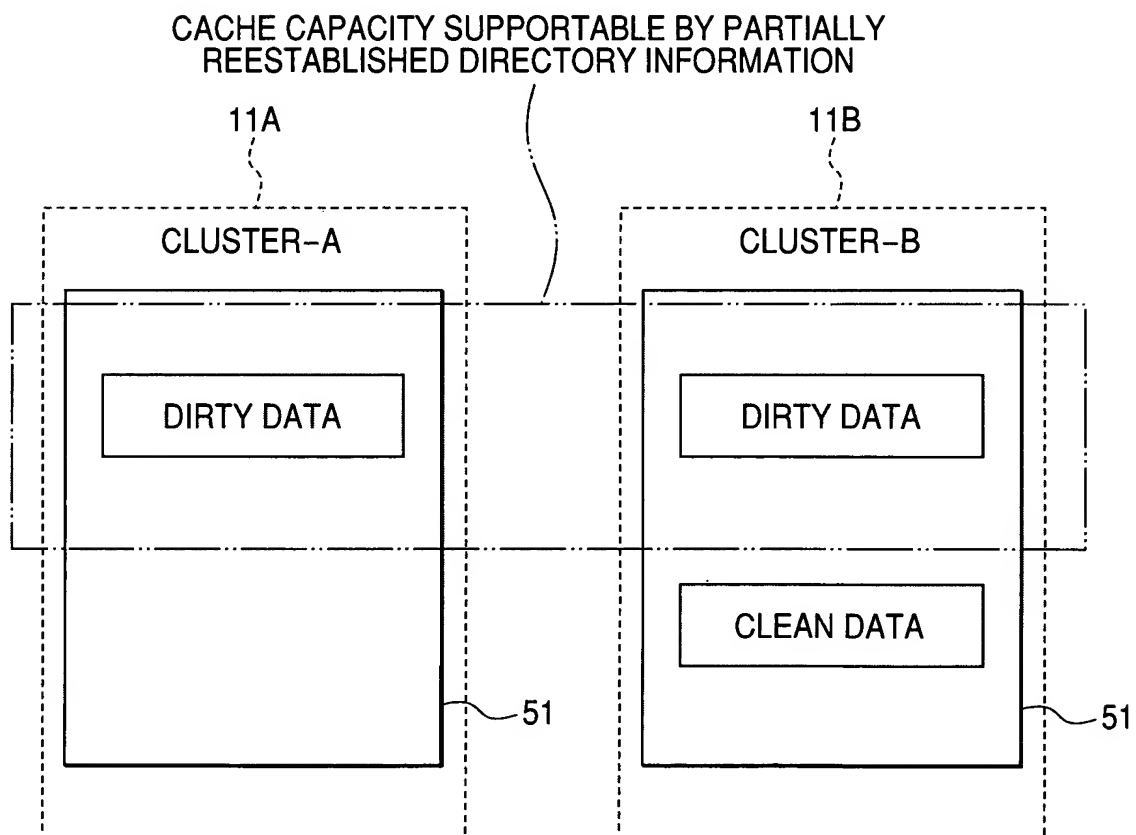 CACHE CAPACITY SUPPORTABLE BY PARTIALLY
REESTABLISHED DIRECTORY INFORMATION
11A
11B
CLUSTER-A
CLUSTER-B
DIRTY DATA
DIRTY DATA
CLEAN DATA
51
51